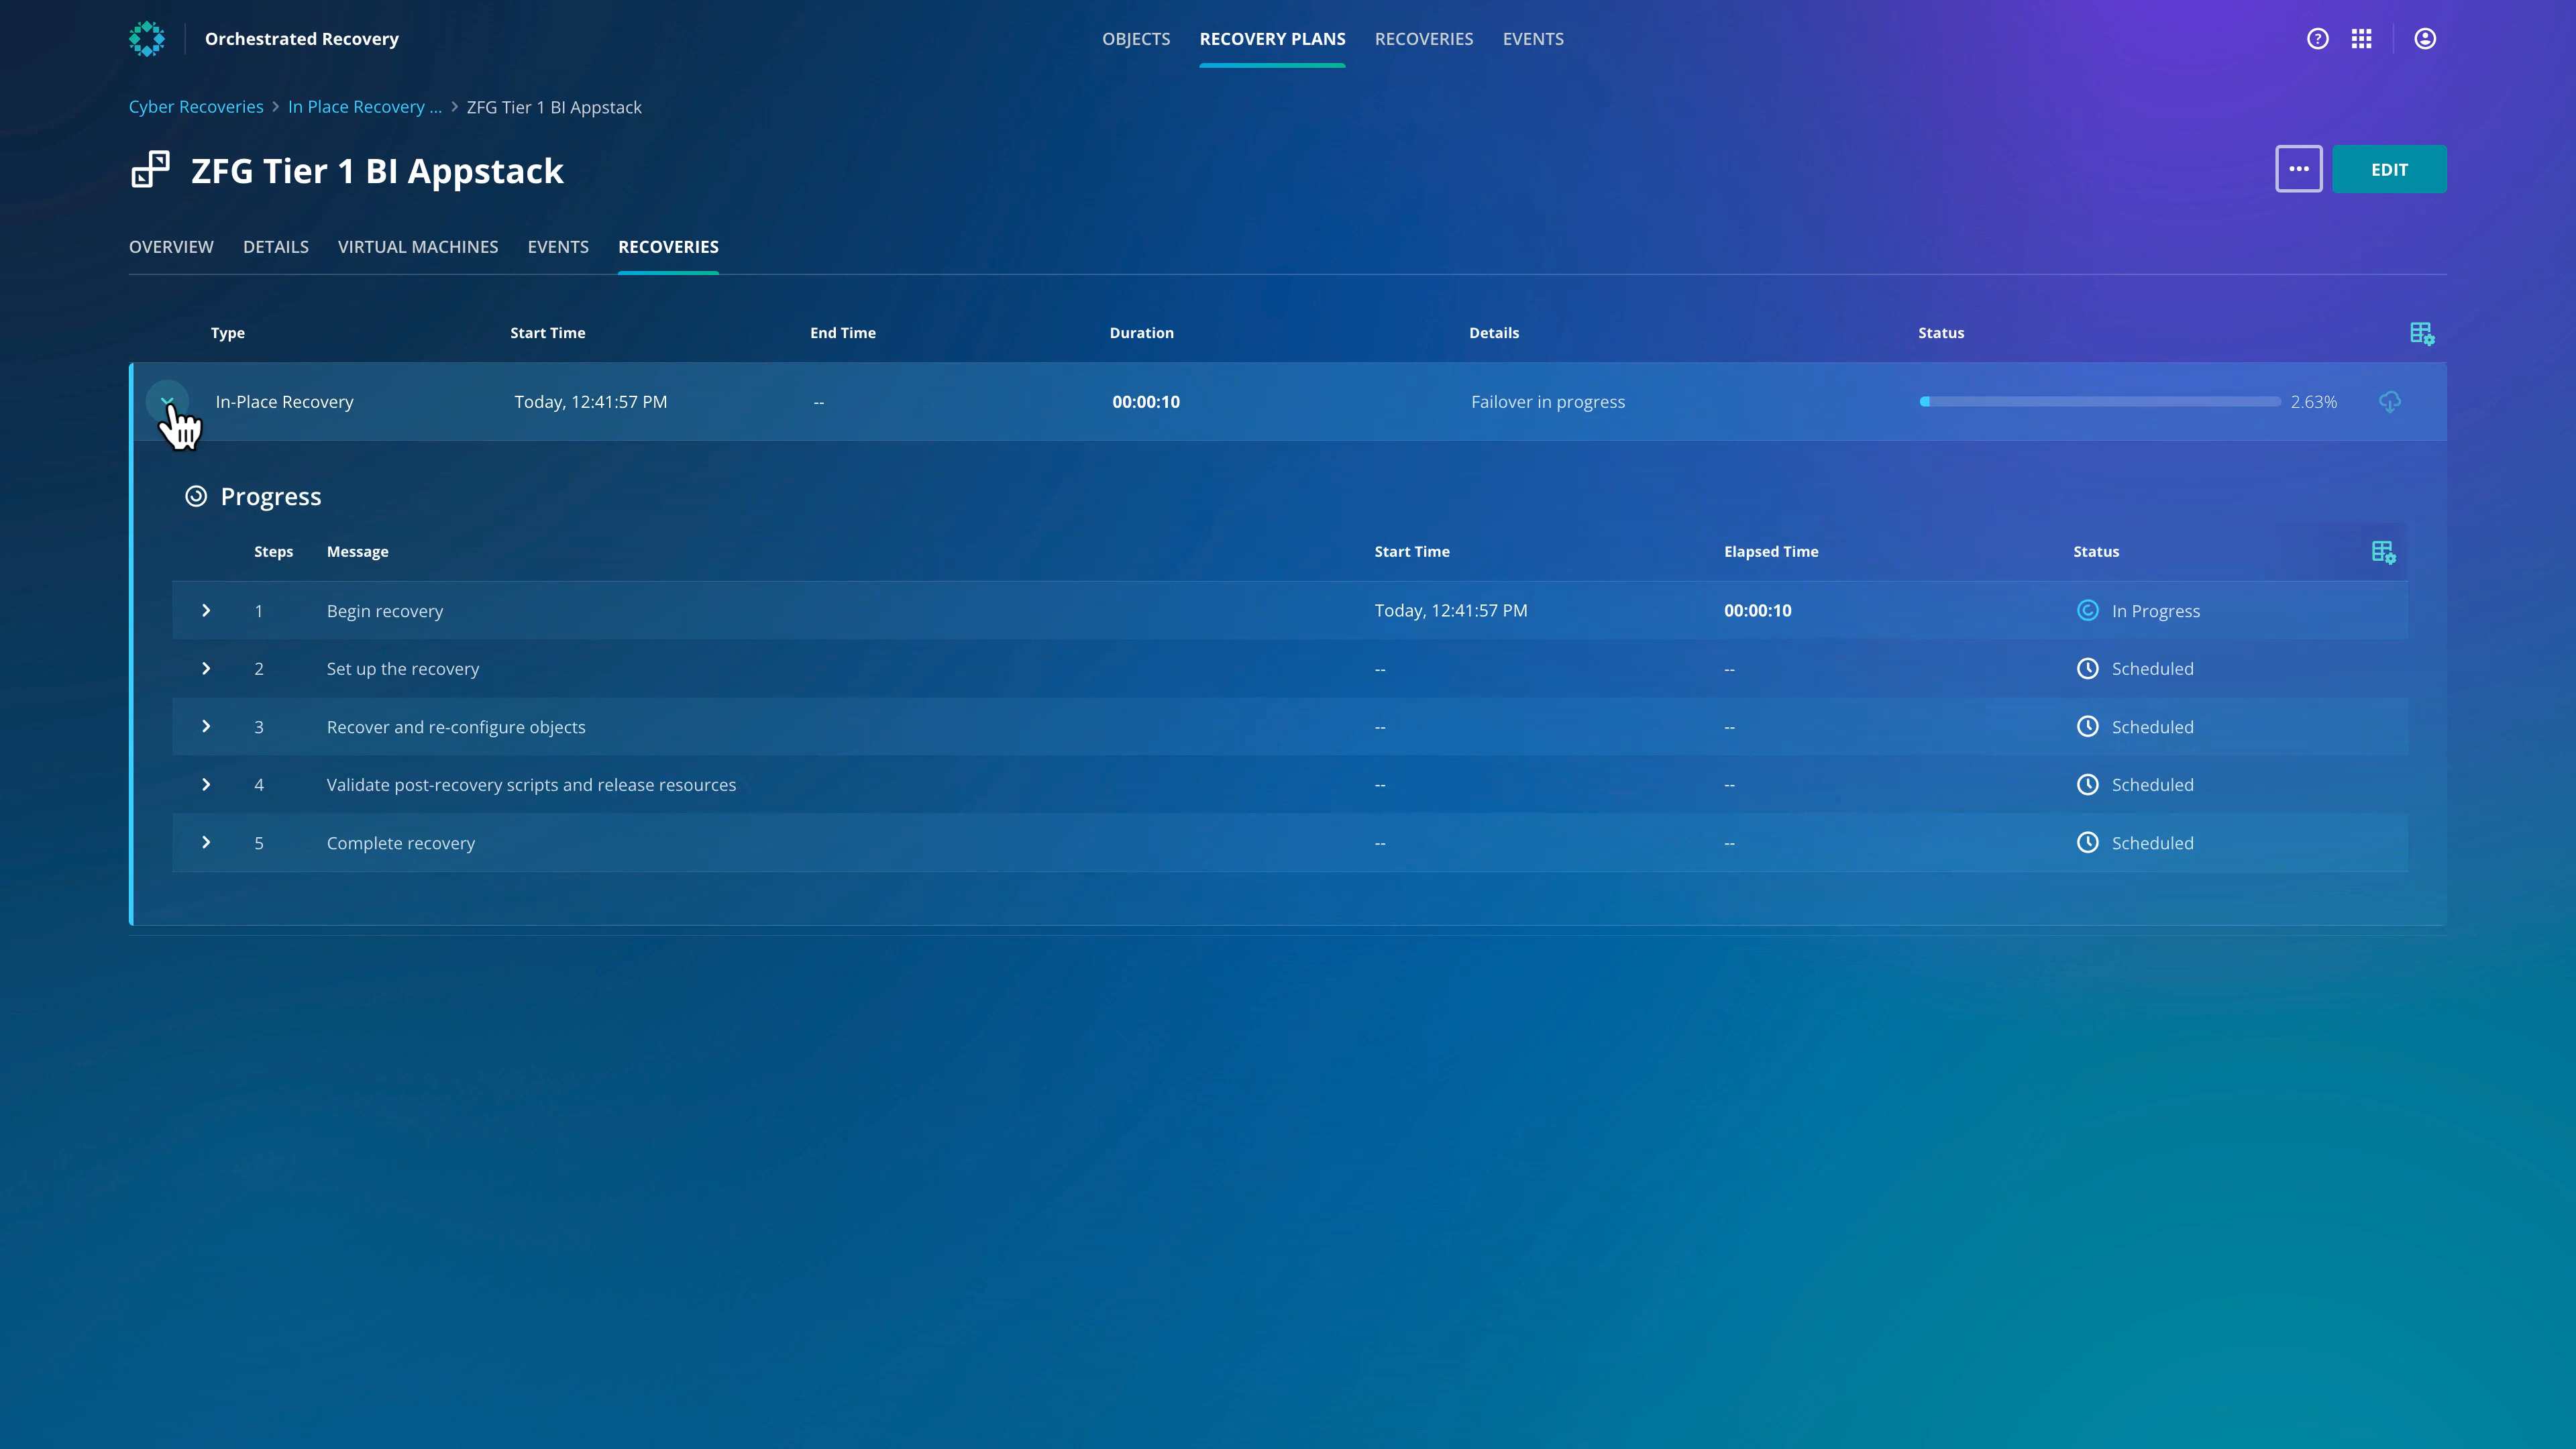 Orchestrated Recovery
OBJECTS RECOVERY PLANS RECOVERIES EVENTS
Cyber Recoveries > In Place Recovery ... > ZFG Tier 1 BI Appstack
ZFG Tier 1 BI Appstack
... EDIT
OVERVIEW DETAILS VIRTUAL MACHINES EVENTS RECOVERIES
Type Start Time End Time Duration Details Status
In-Place Recovery Today, 12:41:57 PM -- 00:00:10 Failover in progress 2.63%
Progress
Steps Message Start Time Elapsed Time Status
1 Begin recovery Today, 12:41:57 PM 00:00:10 In Progress
2 Set up the recovery -- -- Scheduled
3 Recover and re-configure objects -- -- Scheduled
4 Validate post-recovery scripts and release resources -- -- Scheduled
5 Complete recovery -- -- Scheduled